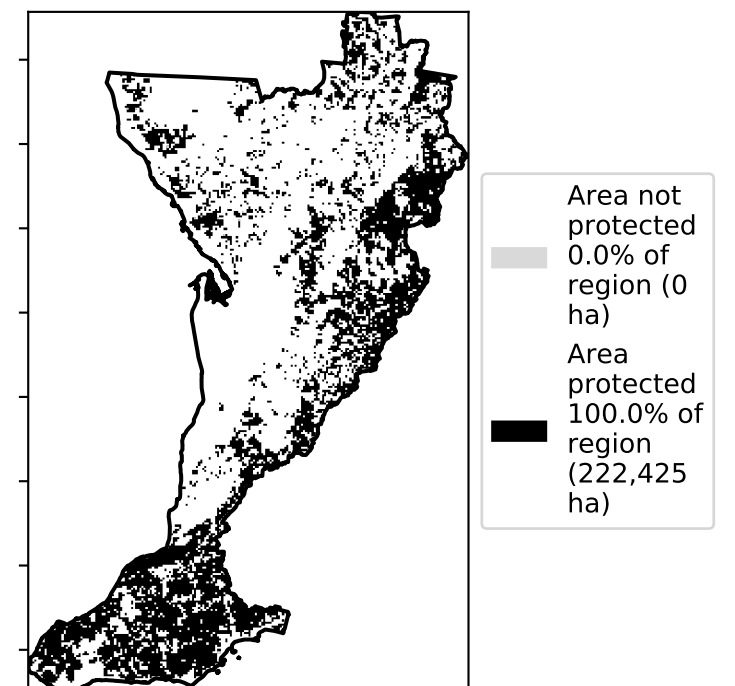 Area not
protected
0.0% of
region (0
ha)
Area
protected
100.0% of
region
(222,425
ha)